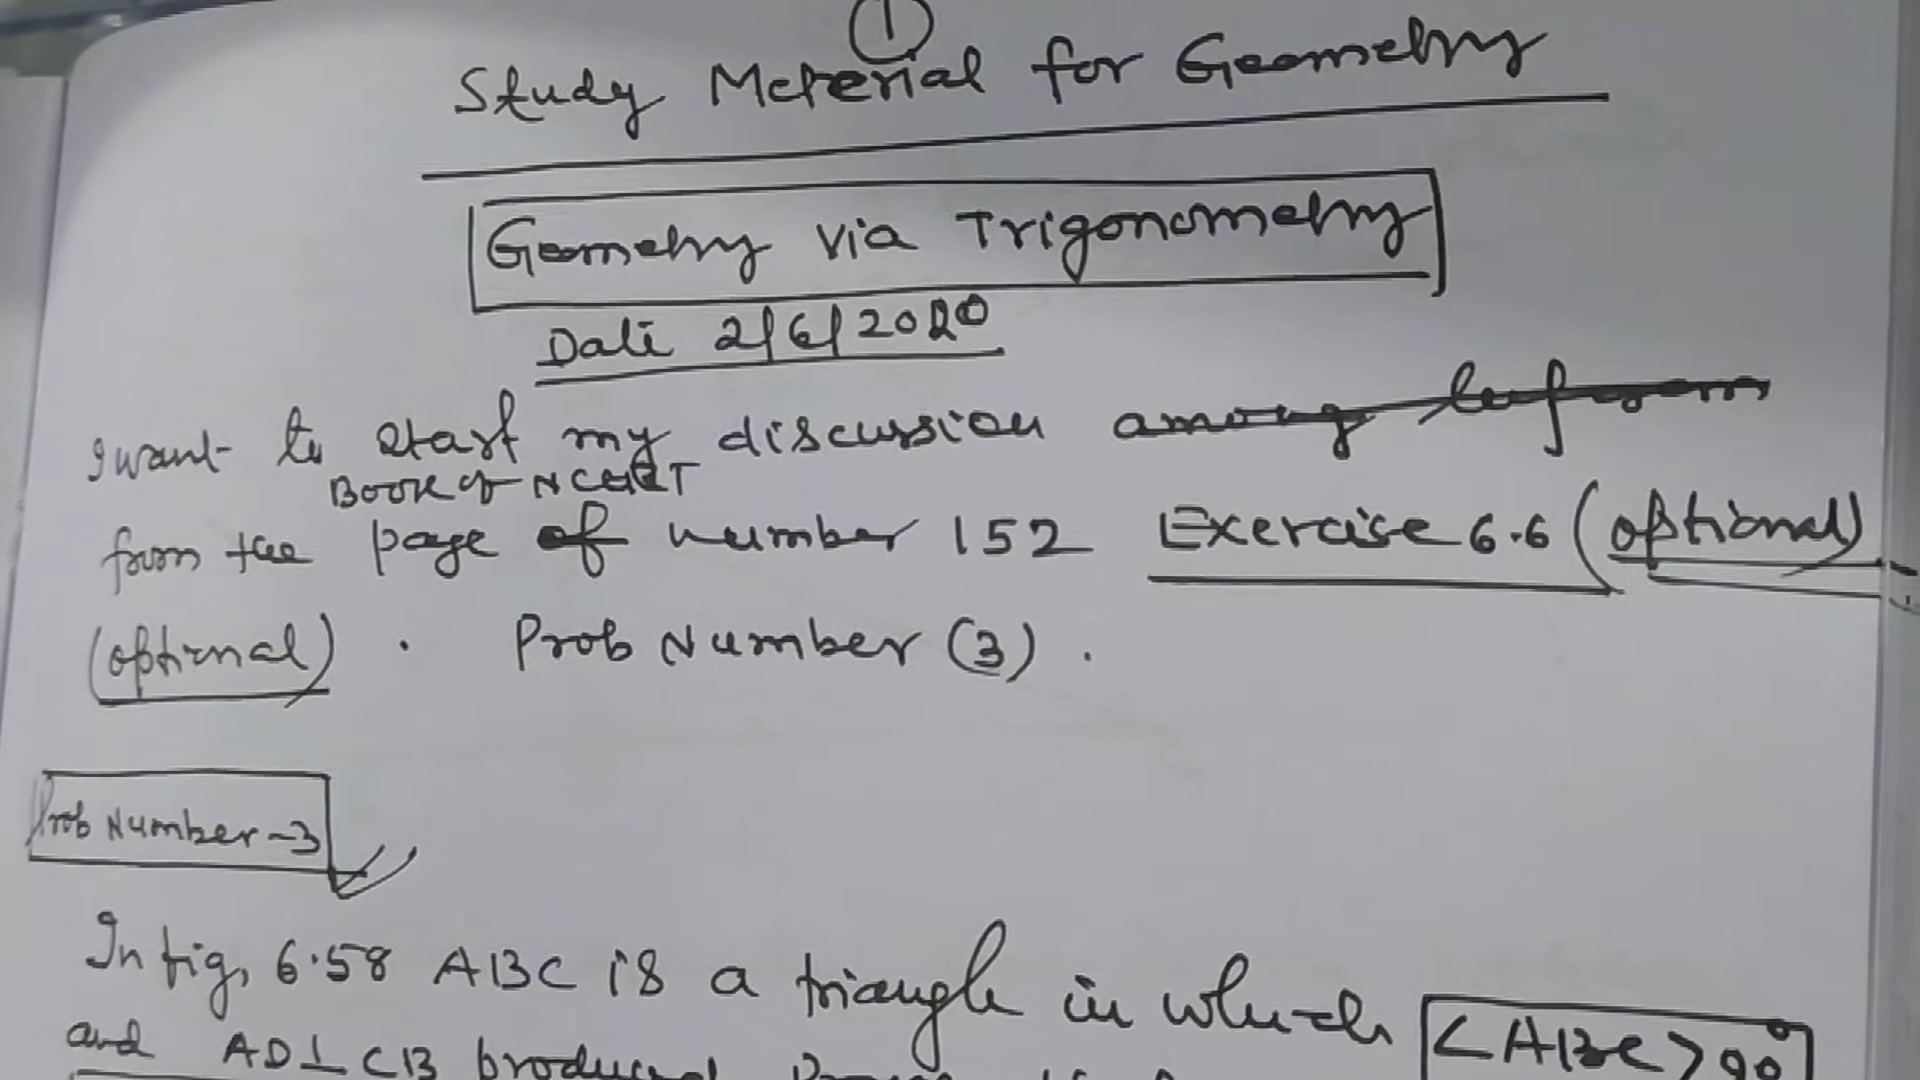 1
Study Meterial for Geometry
Geometry via Trigonometry
Date 2/6/2020
I want to start my discussion among
Book of NCERT
from the page of number 152 Exercise 6.6 (optional)
(optional) . Prob Number (3) .
Prob Number -3
In fig, 6.58 ABC is a triangle in which <ABC > 90°
and AD⊥CB produced